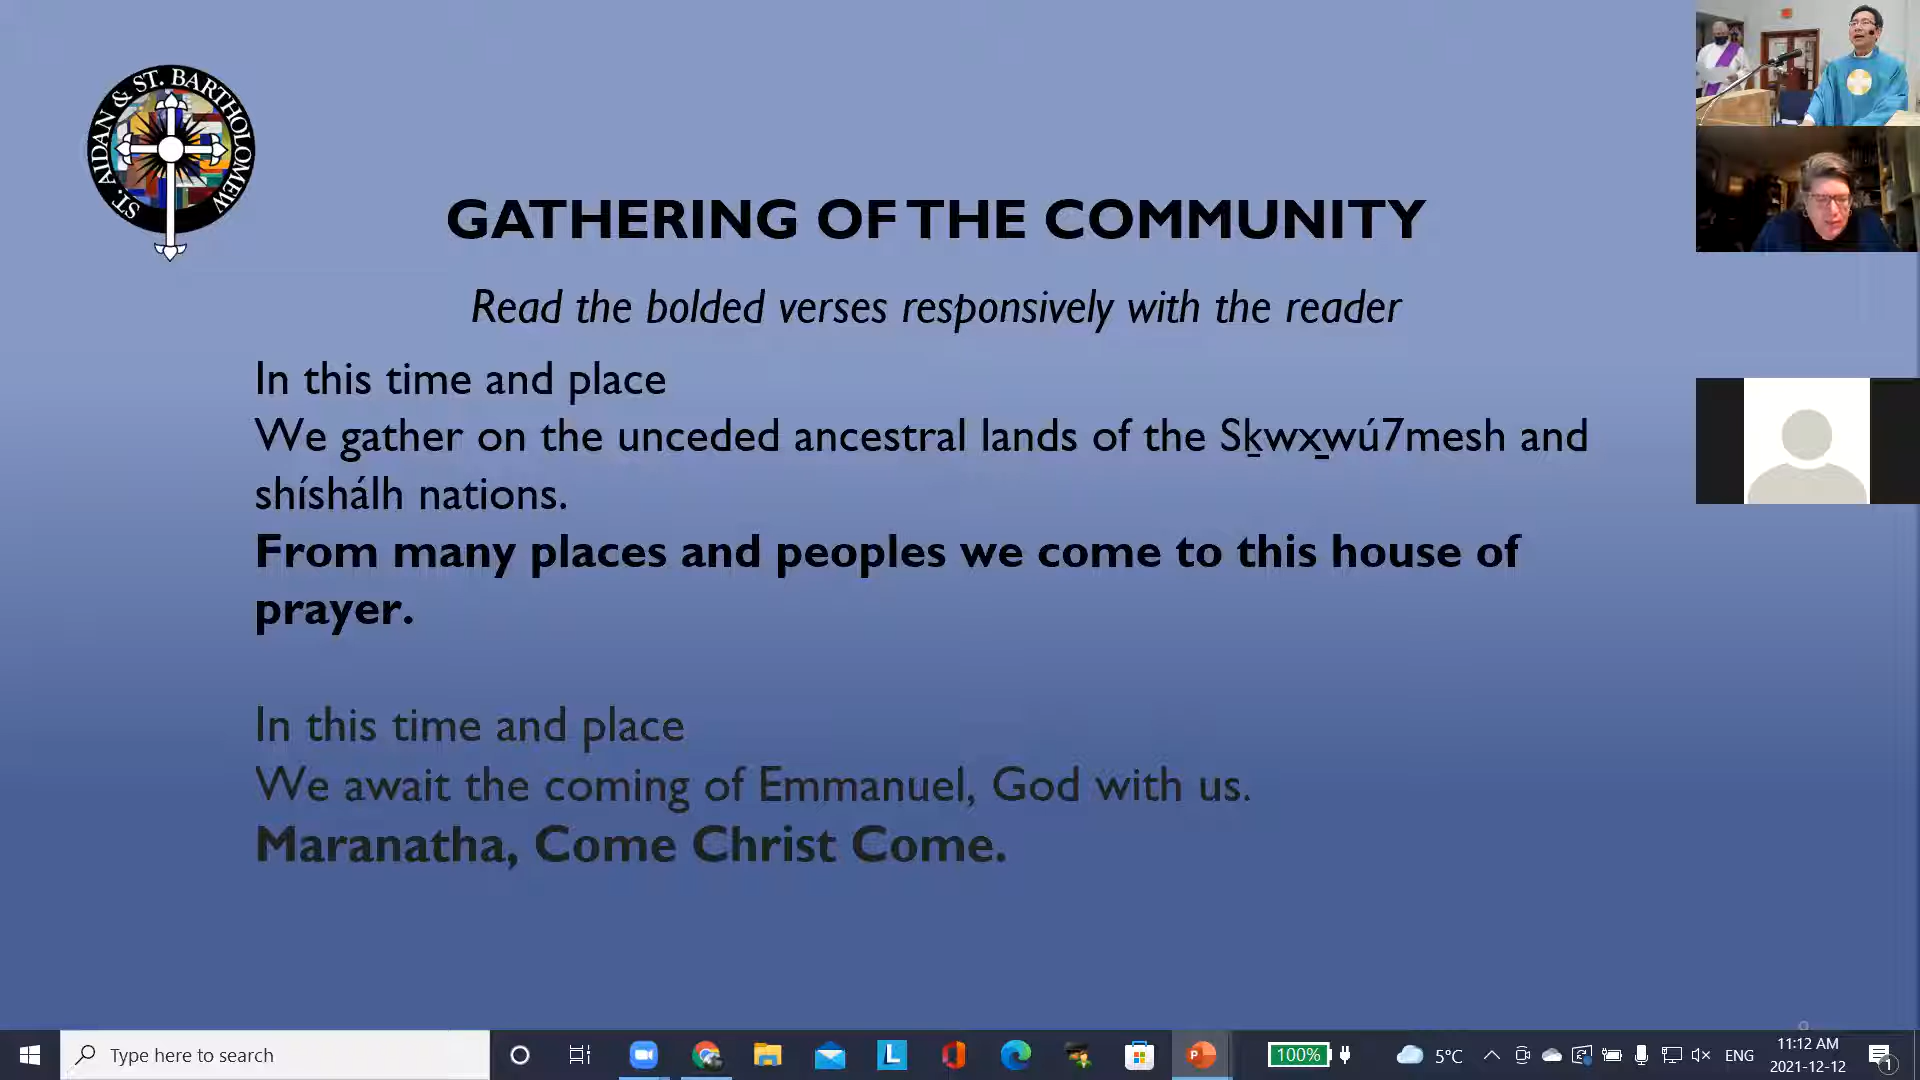 ST. AIDAN & ST. BARTHOLOMEW
GATHERING OF THE COMMUNITY
Read the bolded verses responsively with the reader
In this time and place
We gather on the unceded ancestral lands of the Sḵwx̱wú7mesh and
shíshálh nations.
From many places and peoples we come to this house of
prayer.
In this time and place
We await the coming of Emmanuel, God with us.
Maranatha, Come Christ Come.
Type here to search
L
P
100%
5°C
ENG
11:12 AM
2021-12-12
1